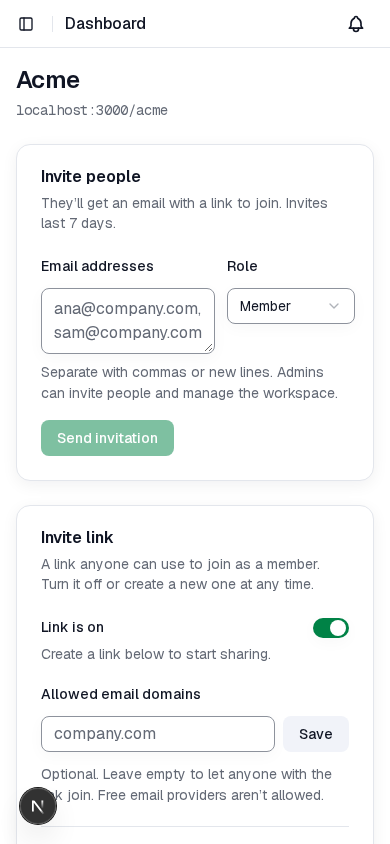 Dashboard
Acme
localhost:3000/acme
Invite people
They’ll get an email with a link to join. Invites
last 7 days.
Email addresses
Role
ana@company.com,
sam@company.com
Member
Separate with commas or new lines. Admins
can invite people and manage the workspace.
Send invitation
Invite link
A link anyone can use to join as a member.
Turn it off or create a new one at any time.
Link is on
Create a link below to start sharing.
Allowed email domains
company.com
Save
Optional. Leave empty to let anyone with the
join. Free email providers aren’t allowed.
N